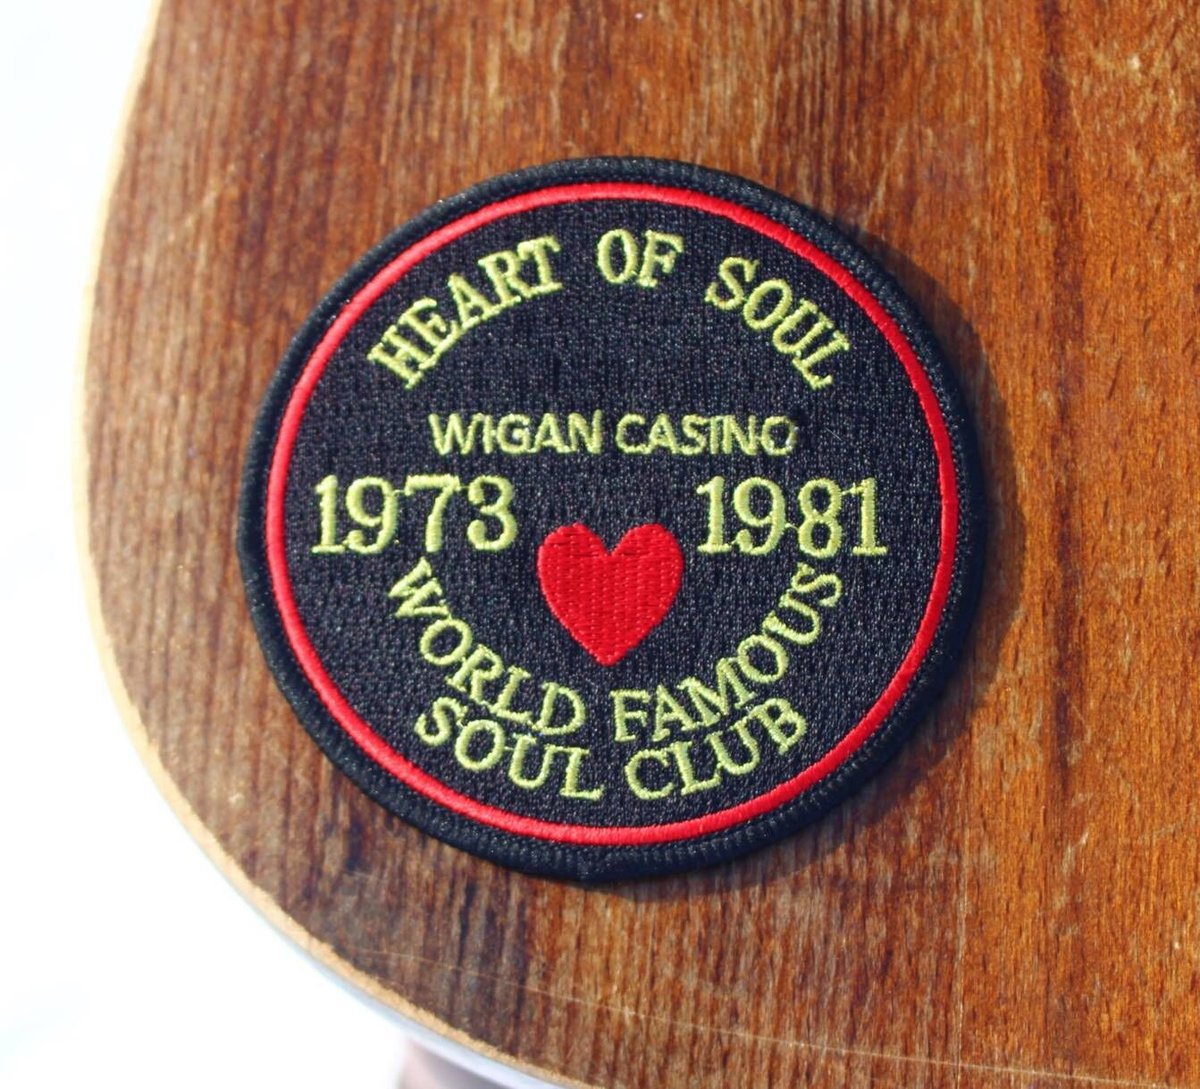 HEART OF SOUL
WIGAN CASINO
1973 1981
WORLD FAMOUS
SOUL CLUB